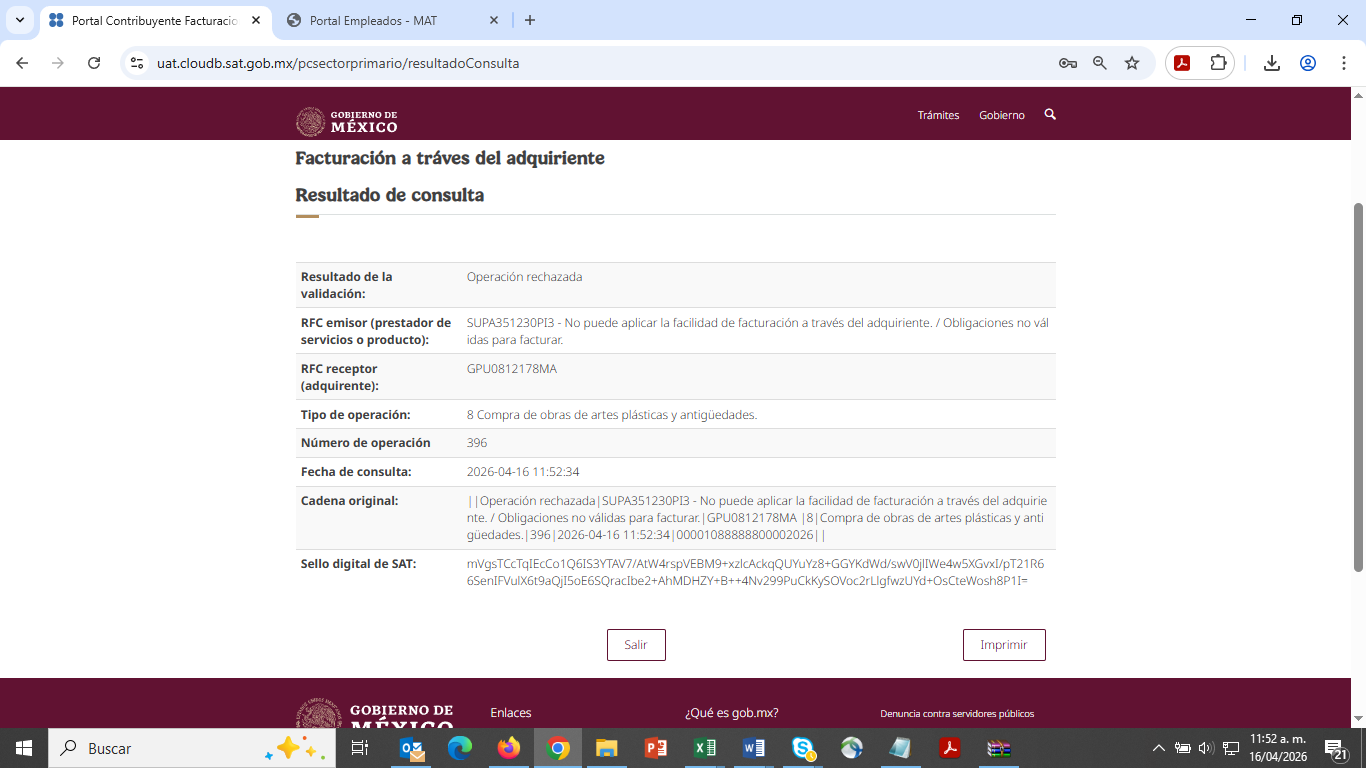 Portal Contribuyente Facturacio
Portal Empleados - MAT
uat.cloudb.sat.gob.mx/pcsectorprimario/resultadoConsulta
GOBIERNO DE
MÉXICO
Trámites
Gobierno
Facturación a tráves del adquiriente
Resultado de consulta
Resultado de la
validación:
Operación rechazada
RFC emisor (prestador de
servicios o producto):
SUPA351230PI3 - No puede aplicar la facilidad de facturación a través del adquiriente. / Obligaciones no vál
idas para facturar.
RFC receptor
(adquirente):
GPU0812178MA
Tipo de operación:
8 Compra de obras de artes plásticas y antigüedades.
Número de operación
396
Fecha de consulta:
2026-04-16 11:52:34
Cadena original:
||Operación rechazada|SUPA351230PI3 - No puede aplicar la facilidad de facturación a través del adquirie
nte. / Obligaciones no válidas para facturar.|GPU0812178MA |8|Compra de obras de artes plásticas y anti
güedades.|396|2026-04-16 11:52:34|00001088888800002026||
Sello digital de SAT:
mVgsTCcTqIEcCo1Q6IS3YTAV7/AtW4rspVEBM9+xzlcAckqQUYuYz8+GGYKdWd/swV0jlIWe4w5XGvxI/pT21R6
6SenIFVulX6t9aQjI5oE6SQracIbe2+AhMDHZY+B++4Nv299PuCkKySOVoc2rLlgfwzUYd+OsCteWosh8P1I=
Salir
Imprimir
GOBIERNO DE
MÉXICO
Enlaces
¿Qué es gob.mx?
Denuncia contra servidores públicos
Buscar
11:52 a. m.
16/04/2026
21